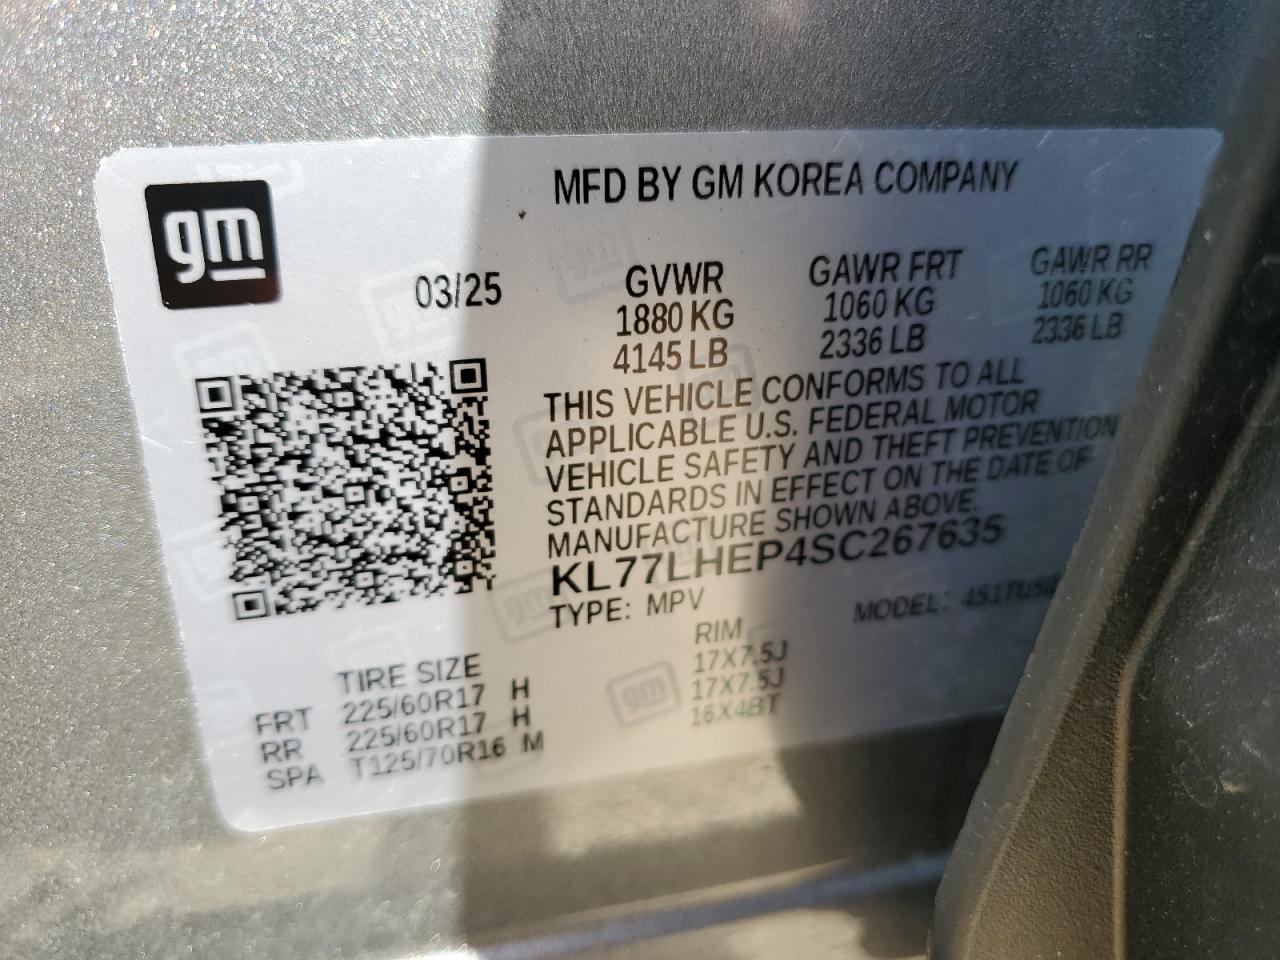 gm
MFD BY GM KOREA COMPANY
03/25
GVWR GAWR FRT GAWR RR
1880 KG 1060 KG 1060 KG
4145 LB 2336 LB 2336 LB
THIS VEHICLE CONFORMS TO ALL
APPLICABLE U.S. FEDERAL MOTOR
VEHICLE SAFETY AND THEFT PREVENTION
STANDARDS IN EFFECT ON THE DATE OF
MANUFACTURE SHOWN ABOVE.
KL77LHEP4SC267635
TYPE: MPV MODEL:
TIRE SIZE RIM
FRT 225/60R17 H 17X7.5J
RR 225/60R17 H 17X7.5J
SPA T125/70R16 M 16X4BT
gm